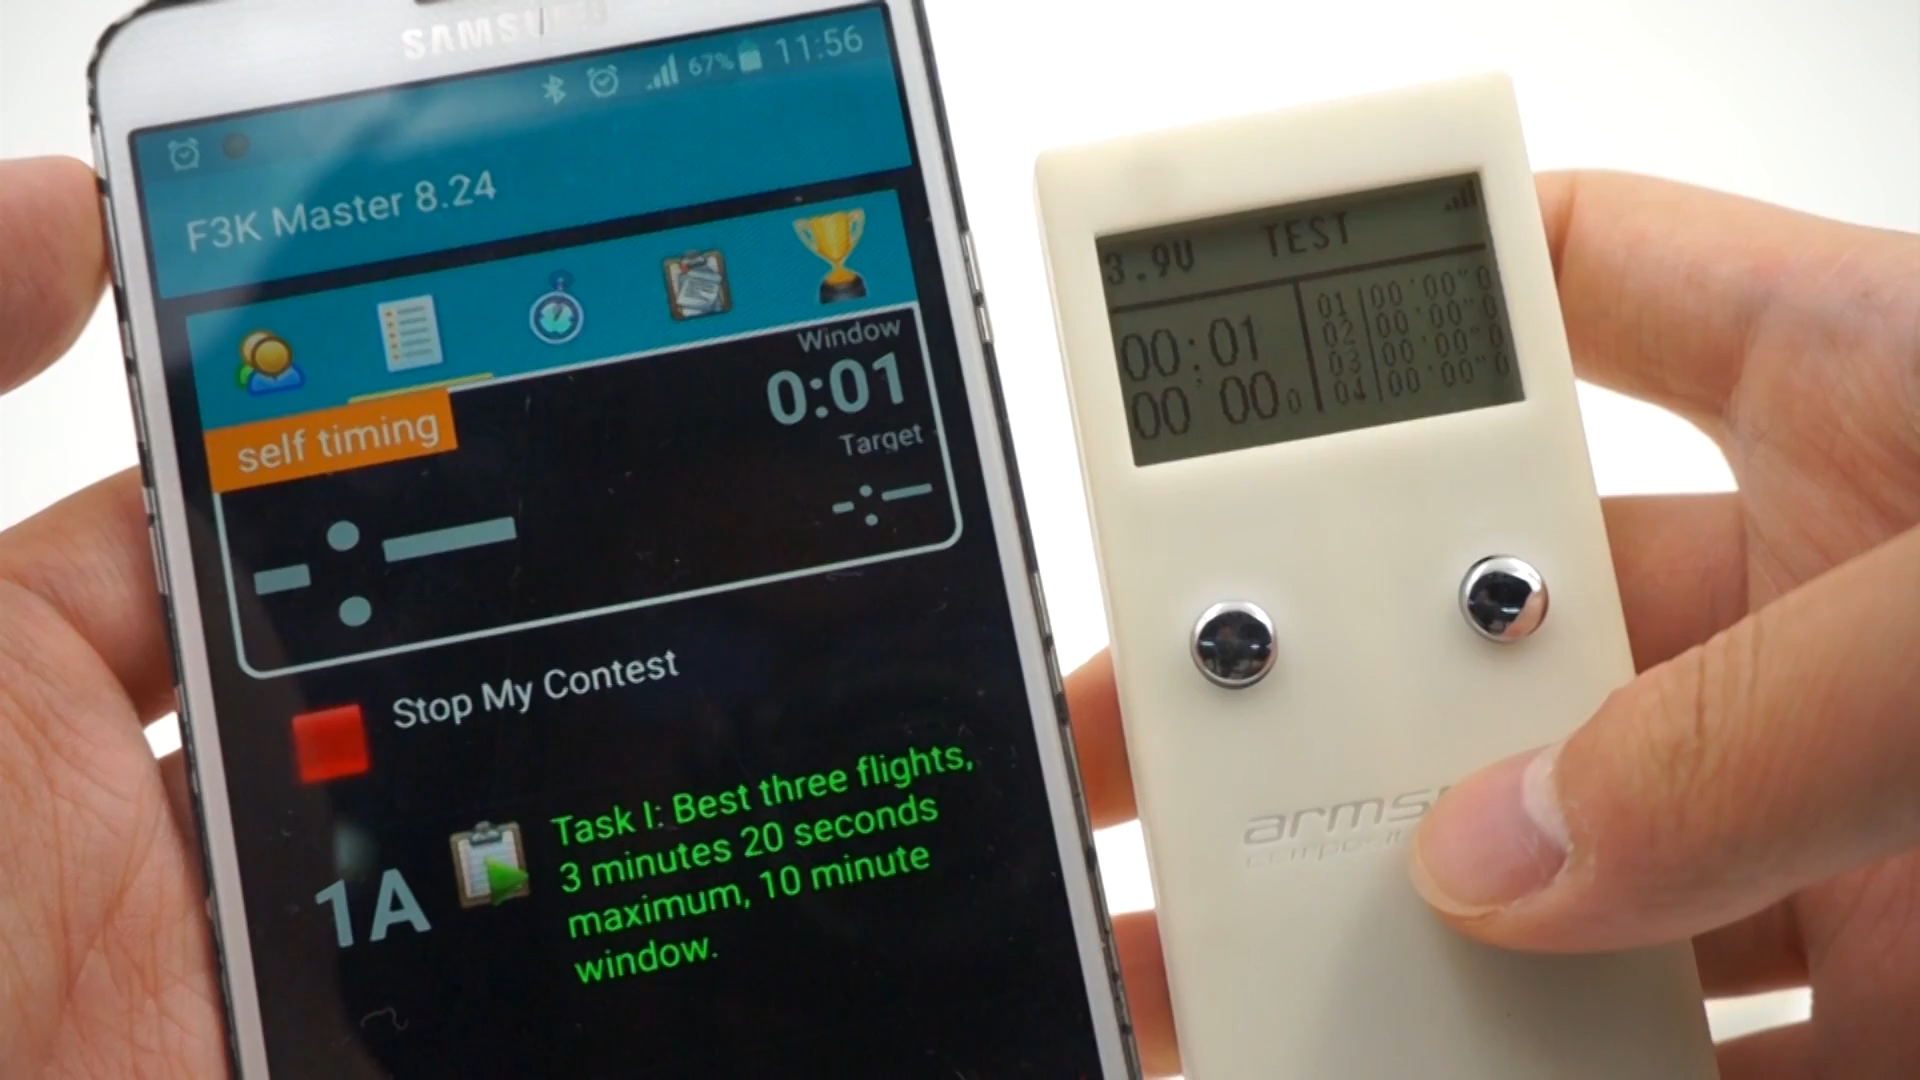 SAMSUNG
67% 11:56
F3K Master 8.24
Window
0:01
self timing
Target
-:-
-:-
Stop My Contest
1A
Task I: Best three flights,
3 minutes 20 seconds
maximum, 10 minute
window.
3.9V TEST
00:01
00'00"0
01 00'00"0
02 00'00"0
03 00'00"0
04 00'00"0